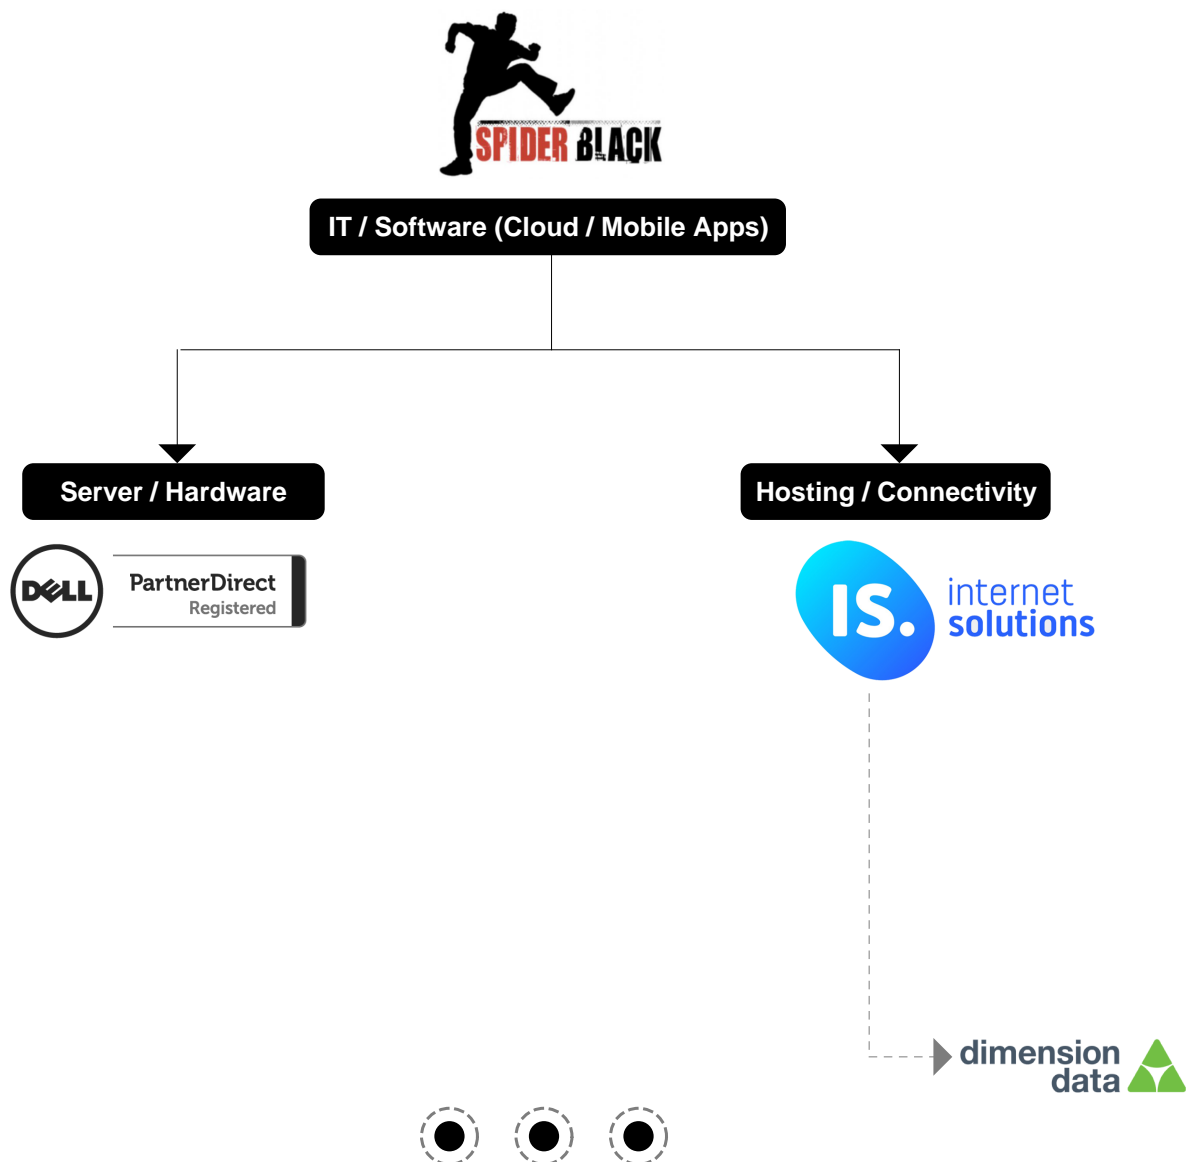 SPIDER BLACK
IT / Software (Cloud / Mobile Apps)
Server / Hardware
Hosting / Connectivity
DELL
PartnerDirect
Registered
IS.
internet
solutions
dimension
data